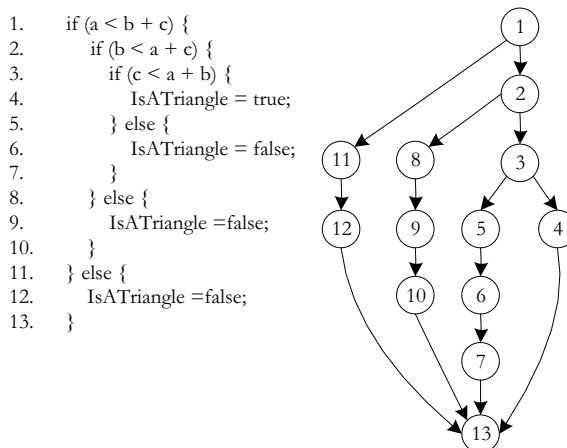 1. if (a < b + c) {
2. if (b < a + c) {
3. if (c < a + b) {
4. IsATriangle = true;
5. } else {
6. IsATriangle = false;
7. }
8. } else {
9. IsATriangle =false;
10. }
11. } else {
12. IsATriangle =false;
13. }
1
2
11 8 3
12 9 5 4
10 6
7
13